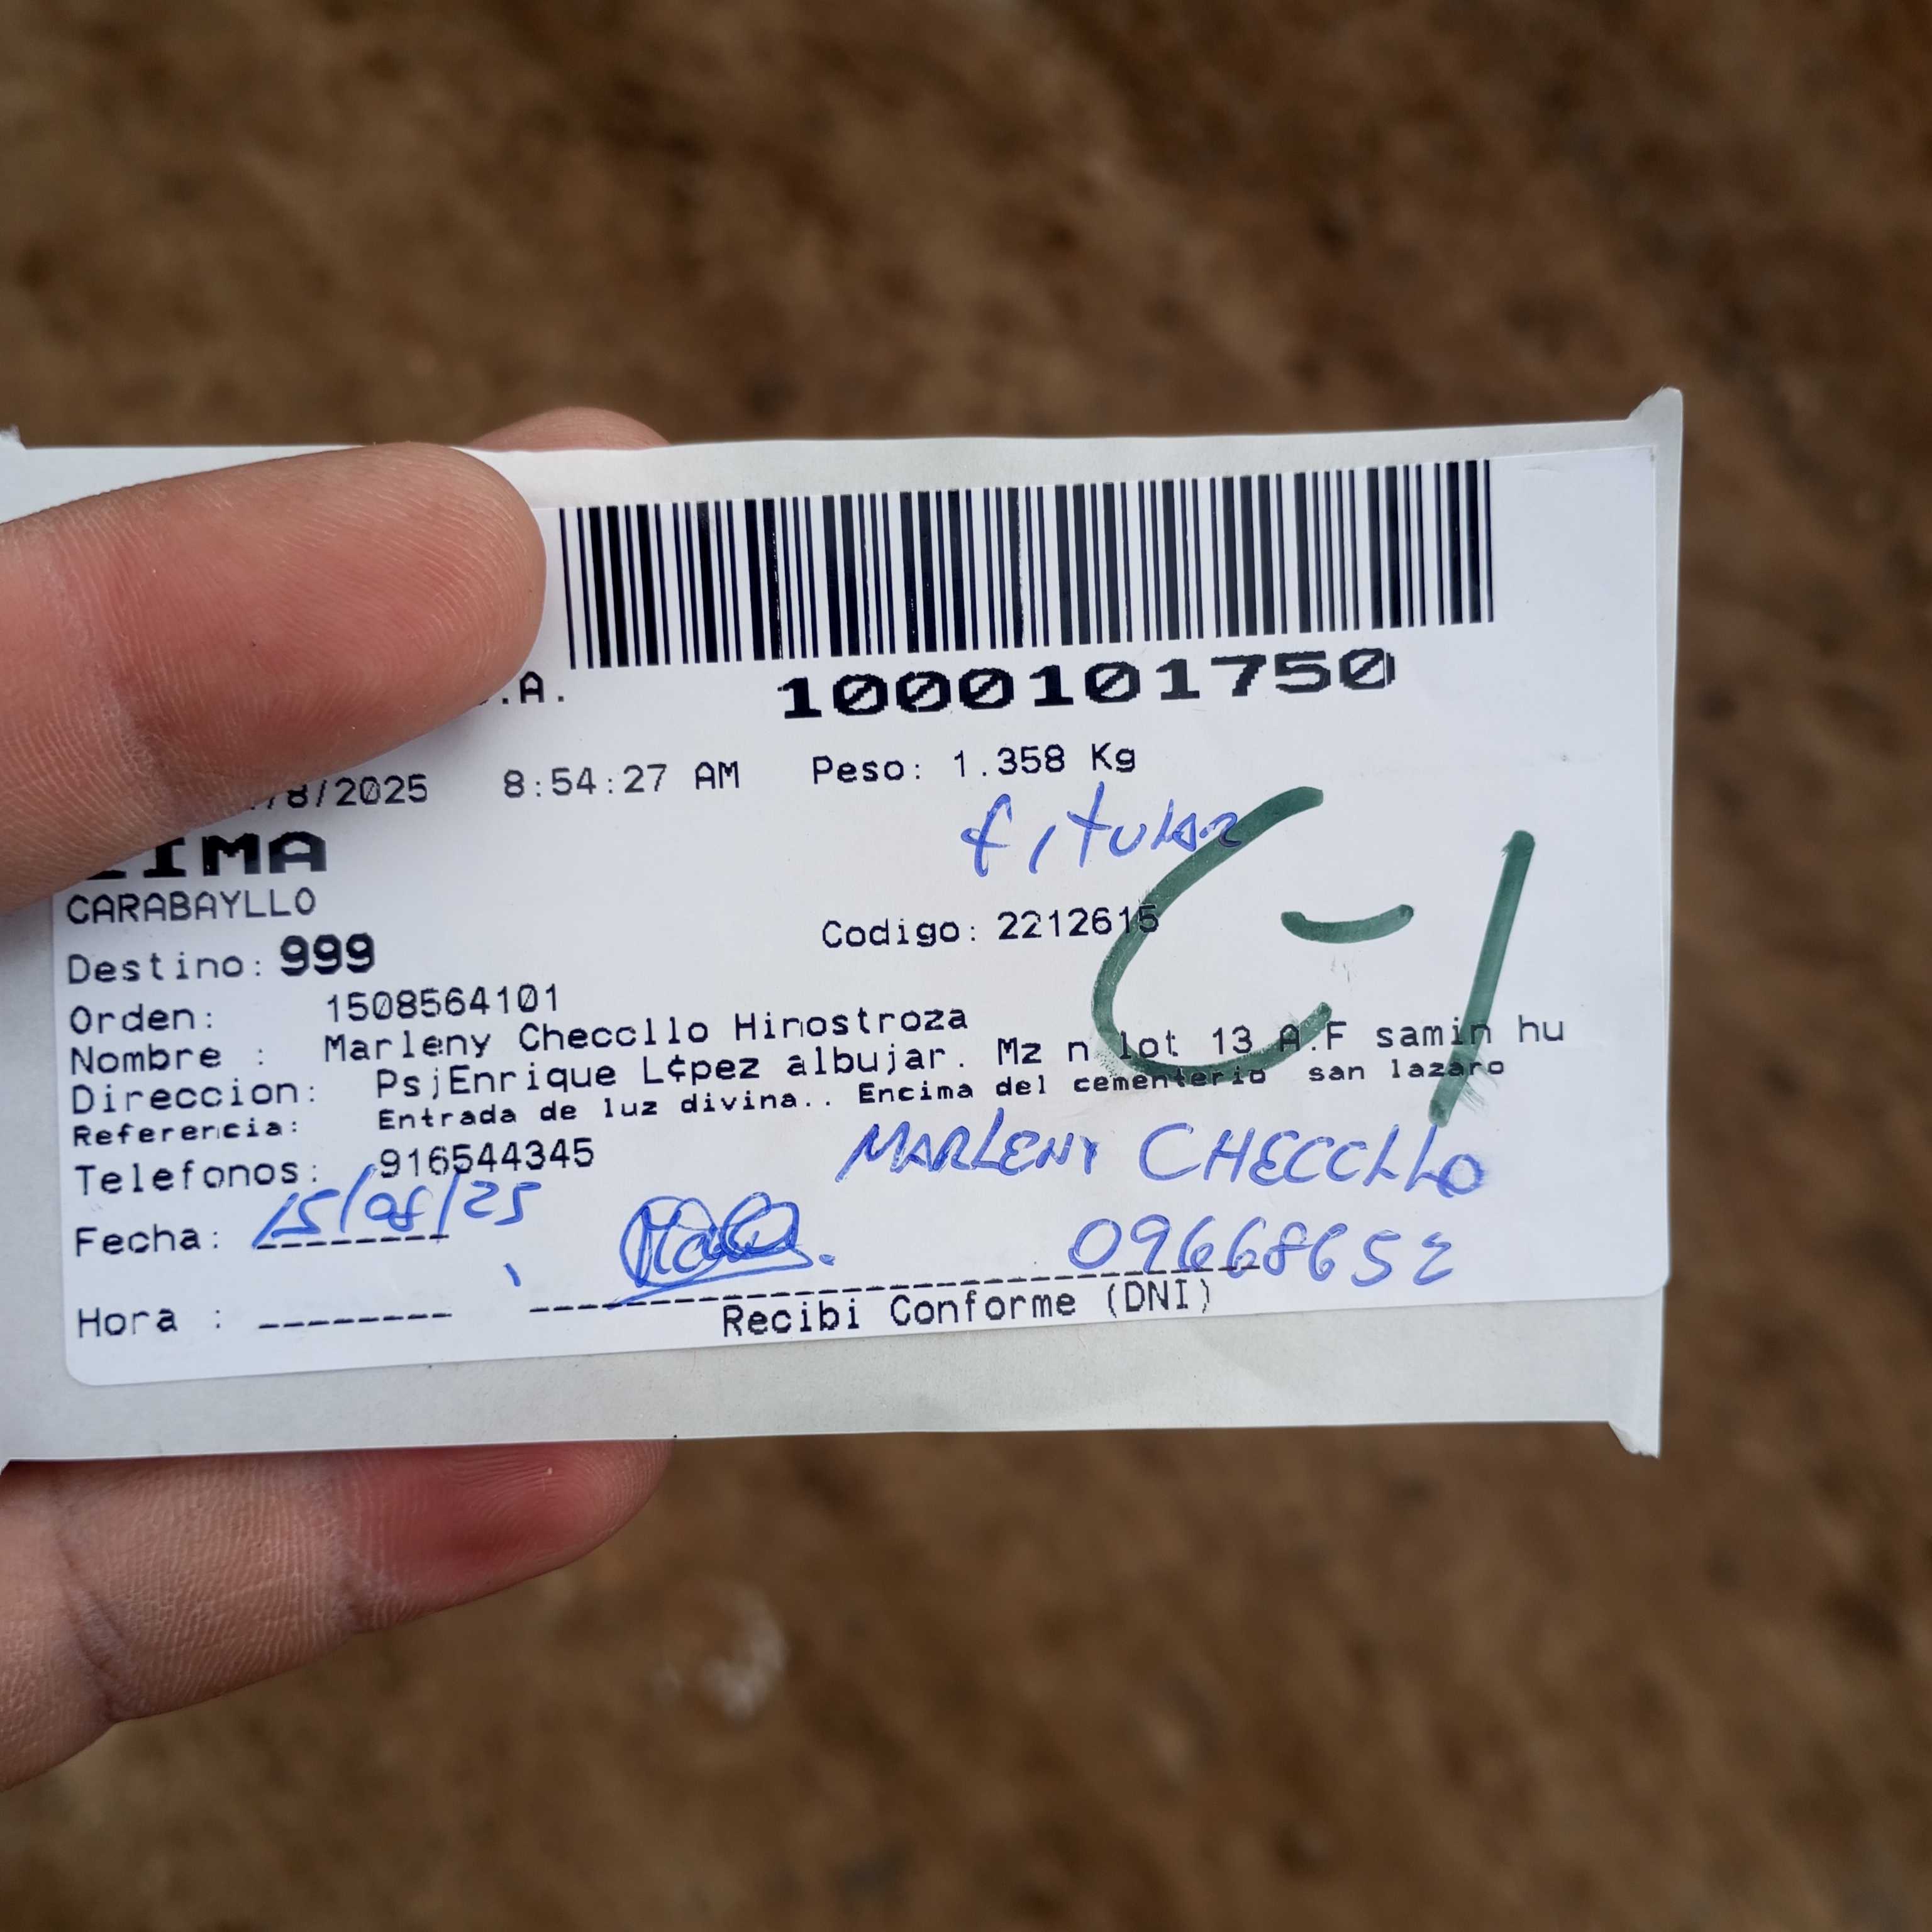 .A. 1000101750
/8/2025 8:54:27 AM Peso: 1.358 Kg
titular
LIMA
CARABAYLLO
C-1
Destino: 999 Codigo: 2212615
Orden: 1508564101
Nombre : Marleny Checcllo Hinostroza
Direccion: PsjEnrique L¢pez albujar. Mz n lot 13 A.F samin hu
Referencia: Entrada de luz divina.. Encima del cementerio san lazaro
Telefonos: 916544345
MARLENY CHECCLLO
Fecha: 15/08/25
09668652
Hora :
Recibi Conforme (DNI)